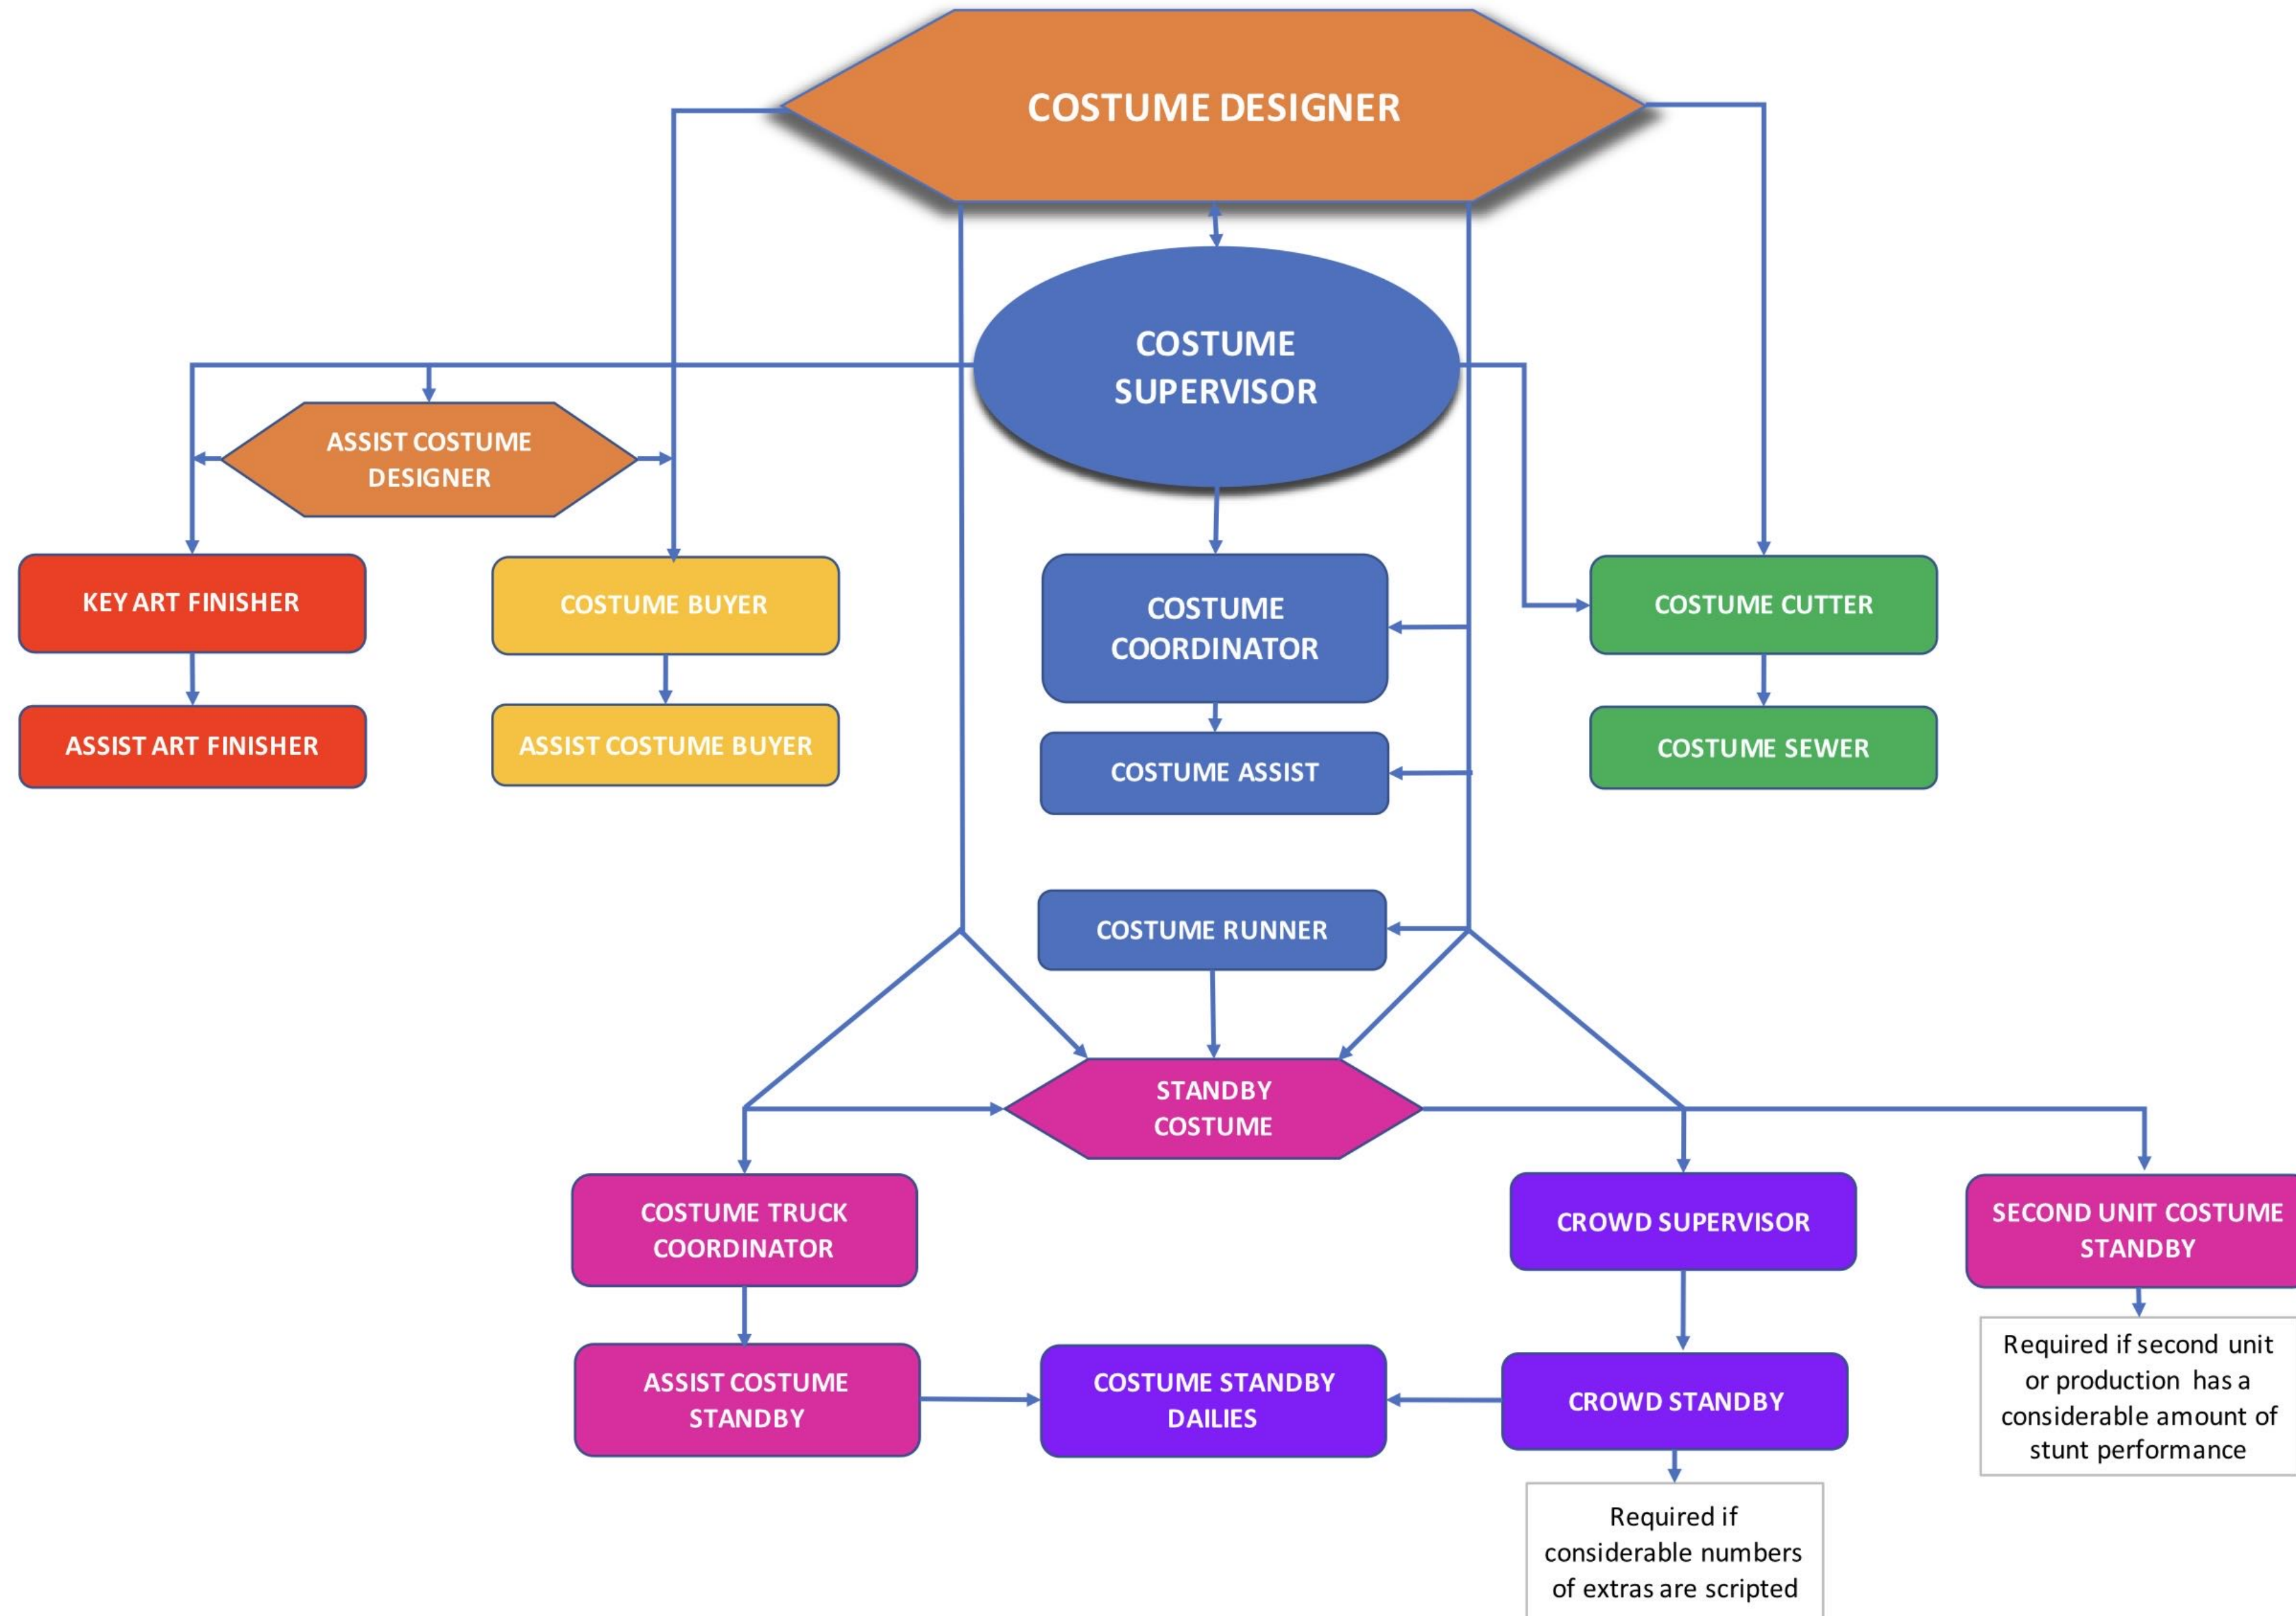 COSTUME DESIGNER
COSTUME
SUPERVISOR
ASSIST COSTUME
DESIGNER
KEY ART FINISHER
COSTUME BUYER
COSTUME
COORDINATOR
COSTUME CUTTER
ASSIST ART FINISHER
ASSIST COSTUME BUYER
COSTUME ASSIST
COSTUME SEWER
COSTUME RUNNER
STANDBY
COSTUME
COSTUME TRUCK
COORDINATOR
CROWD SUPERVISOR
SECOND UNIT COSTUME
STANDBY
ASSIST COSTUME
STANDBY
COSTUME STANDBY
DAILIES
CROWD STANDBY
Required if second unit
or production has a
considerable amount of
stunt performance
Required if
considerable numbers
of extras are scripted